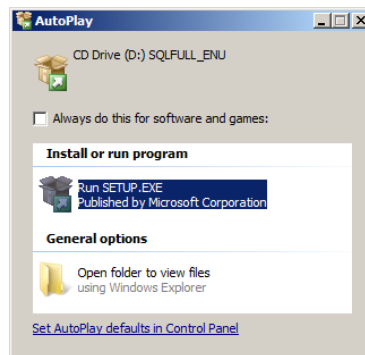 AutoPlay
CD Drive (D:) SQLFULL_ENU
Always do this for software and games:
Install or run program
Run SETUP.EXE
Published by Microsoft Corporation
General options
Open folder to view files
using Windows Explorer
Set AutoPlay defaults in Control Panel